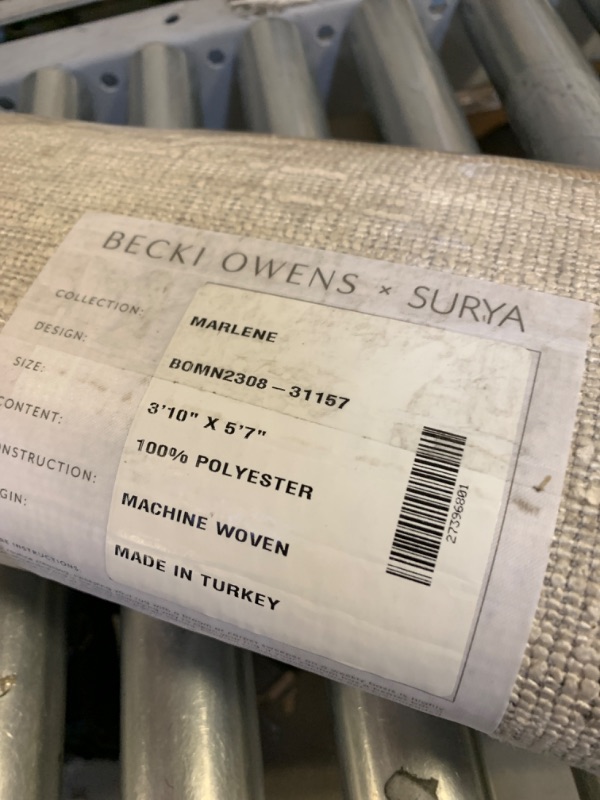 BECKI OWENS × SURYA
COLLECTION: MARLENE
DESIGN: BOMN2308-31157
SIZE: 3'10" X 5'7"
CONTENT: 100% POLYESTER
NSTRUCTION: MACHINE WOVEN
GIN: MADE IN TURKEY
27396801
INSTRUCTIONS